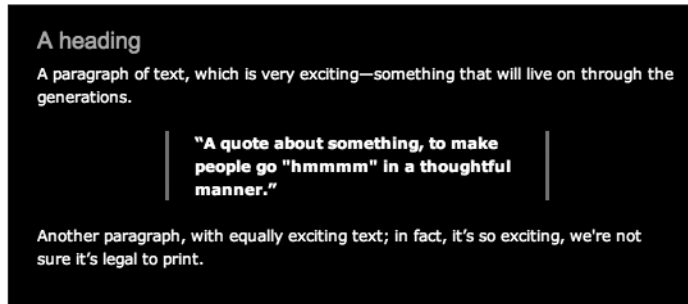 A heading
A paragraph of text, which is very exciting—something that will live on through the
generations.
“A quote about something, to make
people go "hmmmm" in a thoughtful
manner.”
Another paragraph, with equally exciting text; in fact, it’s so exciting, we're not
sure it’s legal to print.